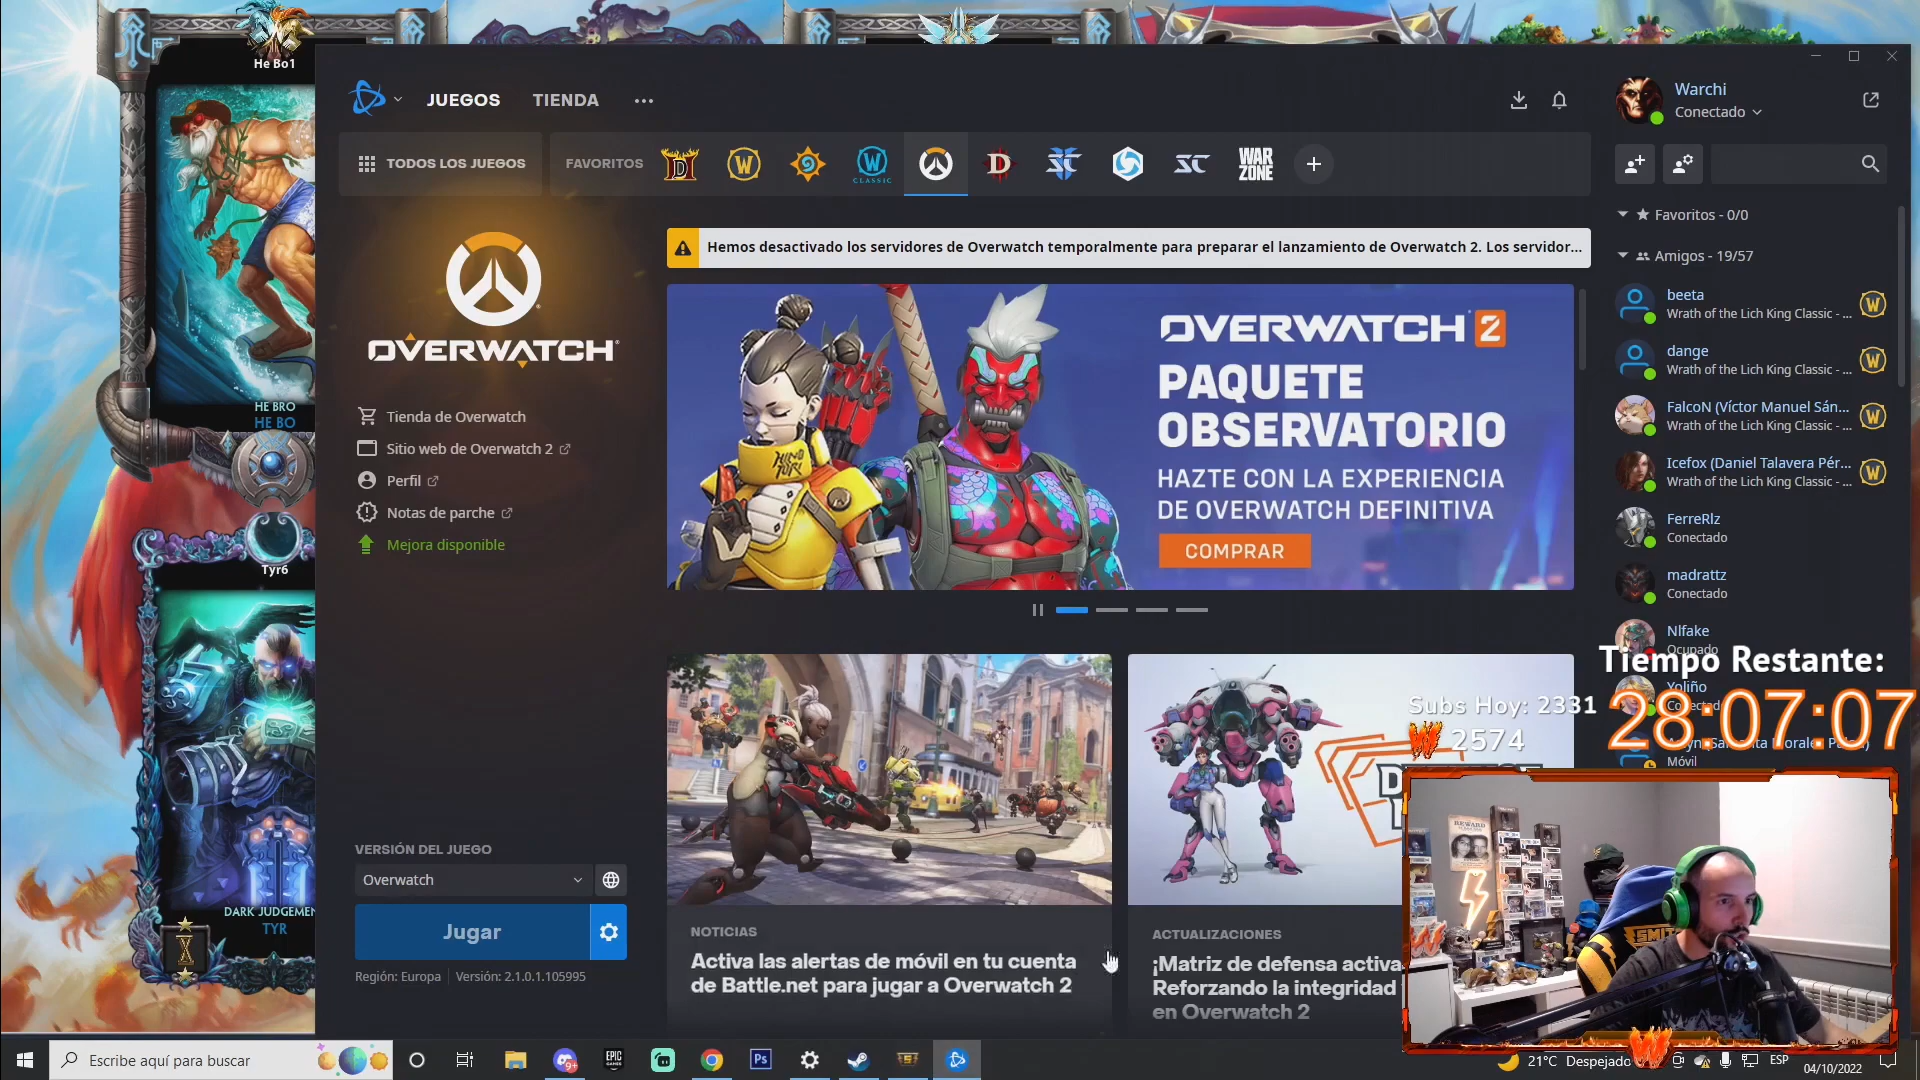 He Bo1
HE BRO
HE BO
Tyr6
TYR
JUEGOS
TIENDA
TODOS LOS JUEGOS
FAVORITOS
CLASSIC
WAR
ZONE
OVERWATCH
Tienda de Overwatch
Sitio web de Overwatch 2
Perfil
Notas de parche
Mejora disponible
VERSIÓN DEL JUEGO
Overwatch
Jugar
Región: Europa
Versión: 2.1.0.1.105995
Hemos desactivado los servidores de Overwatch temporalmente para preparar el lanzamiento de Overwatch 2. Los servidor...
OVERWATCH 2
PAQUETE
OBSERVATORIO
HAZTE CON LA EXPERIENCIA
DE OVERWATCH DEFINITIVA
COMPRAR
NOTICIAS
Activa las alertas de móvil en tu cuenta
de Battle.net para jugar a Overwatch 2
ACTUALIZACIONES
¡Matriz de defensa activa
Reforzando la integridad
en Overwatch 2
Warchi
Conectado
Favoritos - 0/0
Amigos - 19/57
beeta
Wrath of the Lich King Classic - ...
dange
Wrath of the Lich King Classic - ...
FalcoN (Víctor Manuel Sán...
Wrath of the Lich King Classic - ...
Icefox (Daniel Talavera Pér...
Wrath of the Lich King Classic - ...
FerreRlz
Conectado
madrattz
Conectado
Nlfake
Ocupado
Yoliño
Móvil
Tiempo Restante:
28:07:07
Subs Hoy: 2331
2574
REWARD
SMITE
Escribe aquí para buscar
9+
EPIC
GAMES
Ps
21°C Despejado
ESP
04/10/2022